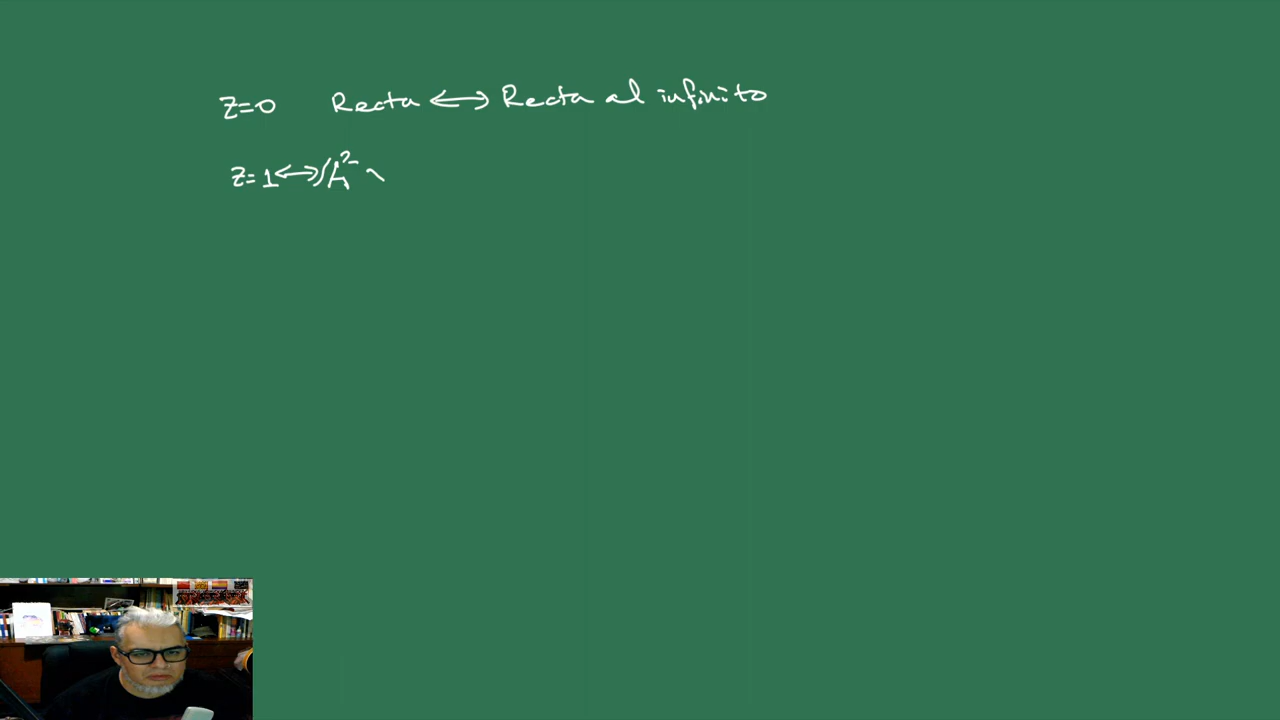 z=0 Recta ↔ Recta al infinito
z=1 ↔ 𝔸²